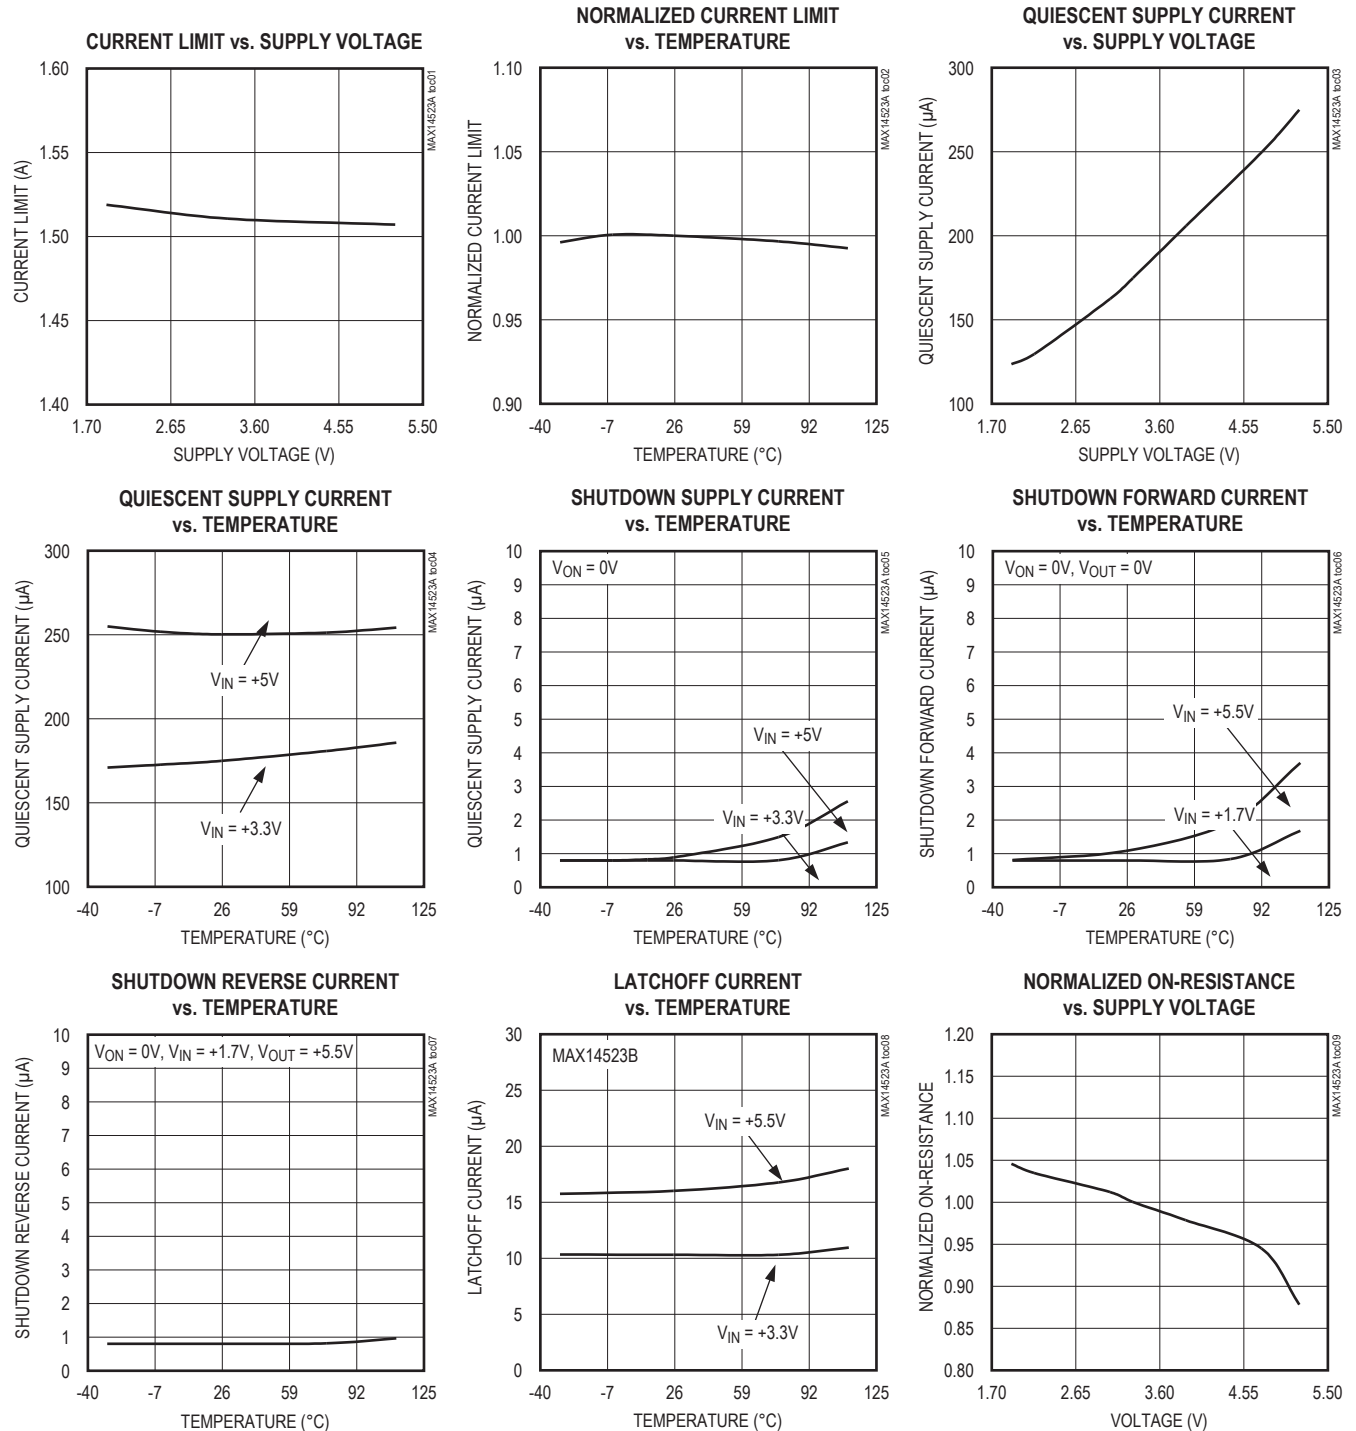 CURRENT LIMIT vs. SUPPLY VOLTAGE
MAX14523A toc01
CURRENT LIMIT (A)
1.60
1.55
1.50
1.45
1.40
1.70 2.65 3.60 4.55 5.50
SUPPLY VOLTAGE (V)
NORMALIZED CURRENT LIMIT
vs. TEMPERATURE
MAX14523A toc02
NORMALIZED CURRENT LIMIT
1.10
1.05
1.00
0.95
0.90
-40 -7 26 59 92 125
TEMPERATURE (°C)
QUIESCENT SUPPLY CURRENT
vs. SUPPLY VOLTAGE
MAX14523A toc03
QUIESCENT SUPPLY CURRENT (µA)
300
250
200
150
100
1.70 2.65 3.60 4.55 5.50
SUPPLY VOLTAGE (V)
QUIESCENT SUPPLY CURRENT
vs. TEMPERATURE
MAX14523A toc04
QUIESCENT SUPPLY CURRENT (µA)
300
250
200
150
100
VIN = +5V
VIN = +3.3V
-40 -7 26 59 92 125
TEMPERATURE (°C)
SHUTDOWN SUPPLY CURRENT
vs. TEMPERATURE
MAX14523A toc05
QUIESCENT SUPPLY CURRENT (µA)
10
9
8
7
6
5
4
3
2
1
0
VON = 0V
VIN = +5V
VIN = +3.3V
-40 -7 26 59 92 125
TEMPERATURE (°C)
SHUTDOWN FORWARD CURRENT
vs. TEMPERATURE
MAX14523A toc06
SHUTDOWN FORWARD CURRENT (µA)
10
9
8
7
6
5
4
3
2
1
0
VON = 0V, VOUT = 0V
VIN = +5.5V
VIN = +1.7V
-40 -7 26 59 92 125
TEMPERATURE (°C)
SHUTDOWN REVERSE CURRENT
vs. TEMPERATURE
MAX14523A toc07
SHUTDOWN REVERSE CURRENT (µA)
10
9
8
7
6
5
4
3
2
1
0
VON = 0V, VIN = +1.7V, VOUT = +5.5V
-40 -7 26 59 92 125
TEMPERATURE (°C)
LATCHOFF CURRENT
vs. TEMPERATURE
MAX14523A toc08
LATCHOFF CURRENT (µA)
30
25
20
15
10
5
0
MAX14523B
VIN = +5.5V
VIN = +3.3V
-40 -7 26 59 92 125
TEMPERATURE (°C)
NORMALIZED ON-RESISTANCE
vs. SUPPLY VOLTAGE
MAX14523A toc09
NORMALIZED ON-RESISTANCE
1.20
1.15
1.10
1.05
1.00
0.95
0.90
0.85
0.80
1.70 2.65 3.60 4.55 5.50
VOLTAGE (V)